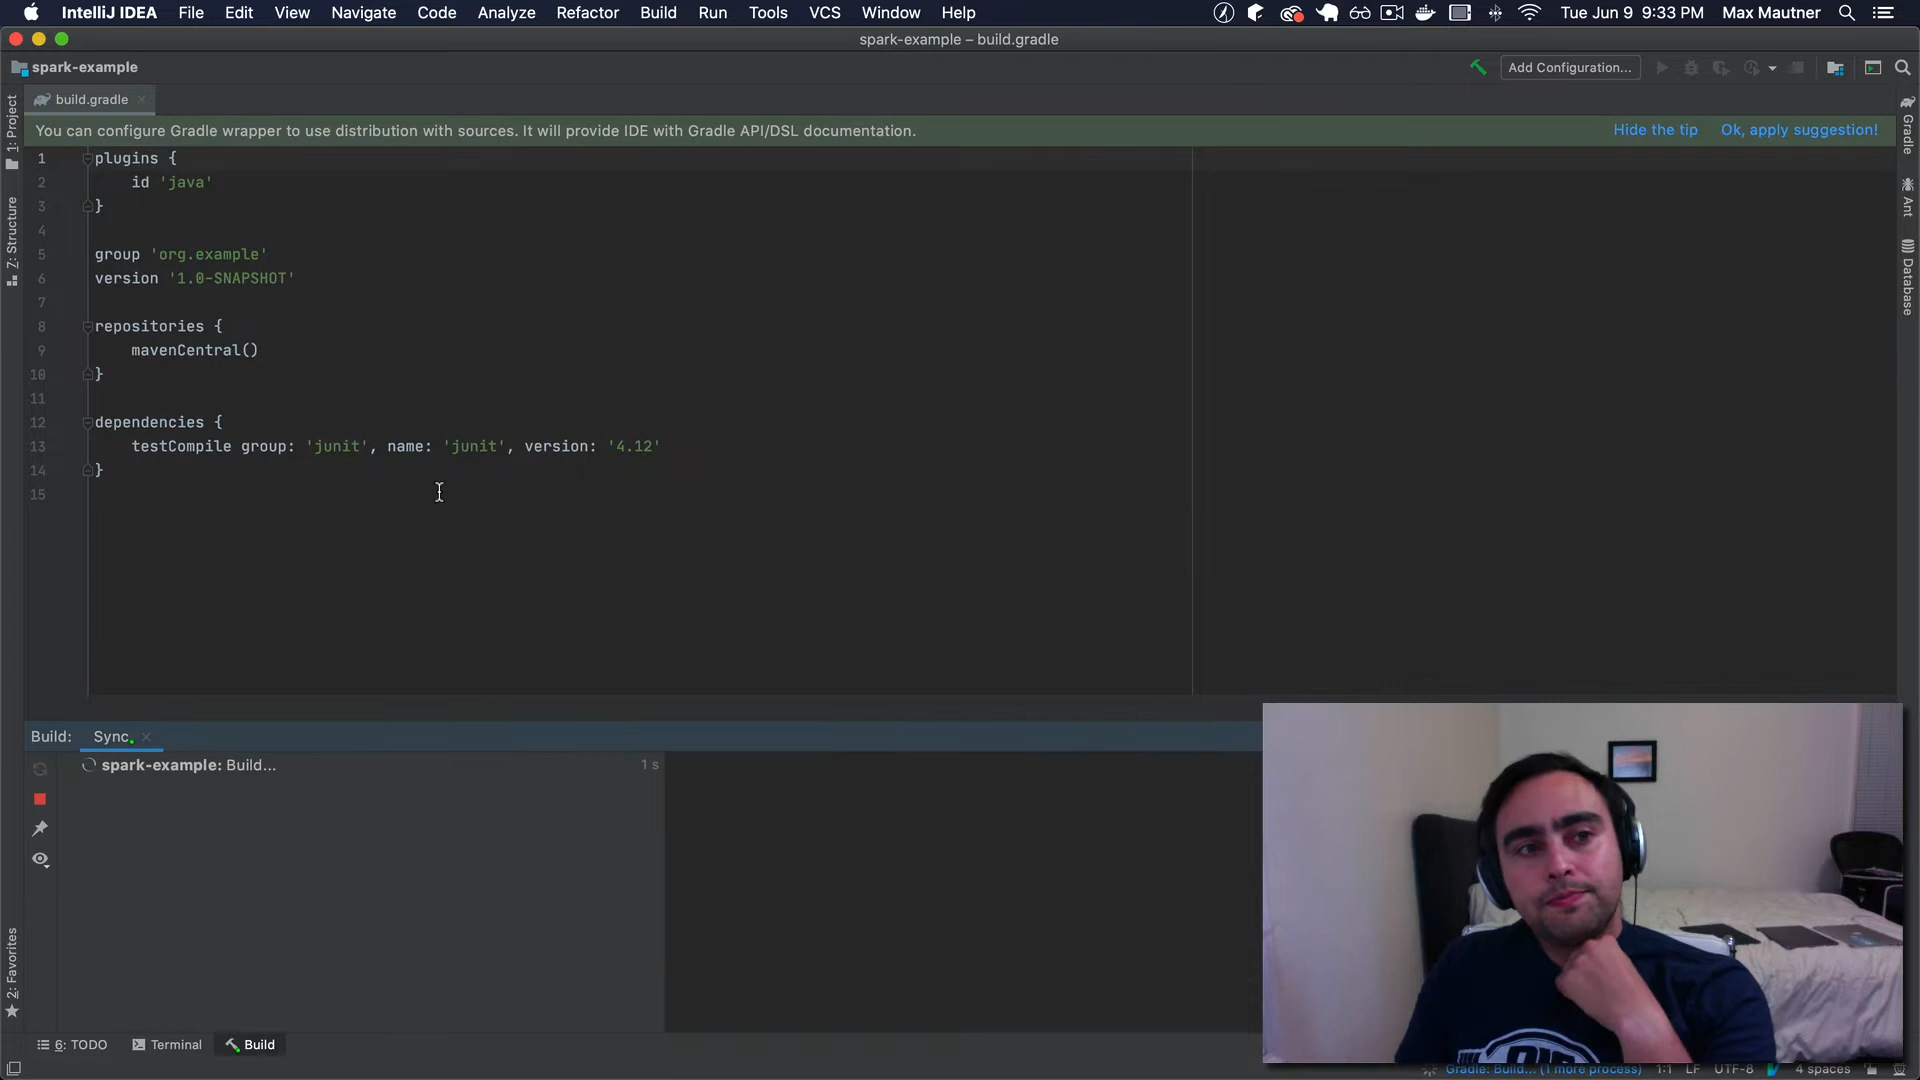 IntelliJ IDEA File Edit View Navigate Code Analyze Refactor Build Run Tools VCS Window Help Tue Jun 9 9:33 PM Max Mautner
spark-example – build.gradle
spark-example Add Configuration...
build.gradle
You can configure Gradle wrapper to use distribution with sources. It will provide IDE with Gradle API/DSL documentation. Hide the tip Ok, apply suggestion!
1: Project
Z: Structure
2: Favorites
Gradle
Ant
Database
1 plugins {
2 id 'java'
3 }
4
5 group 'org.example'
6 version '1.0-SNAPSHOT'
7
8 repositories {
9 mavenCentral()
10 }
11
12 dependencies {
13 testCompile group: 'junit', name: 'junit', version: '4.12'
14 }
15
Build: Sync
spark-example: Build... 1 s
6: TODO Terminal Build
Gradle: Build... (1 more process) 1:1 LF UTF-8 4 spaces